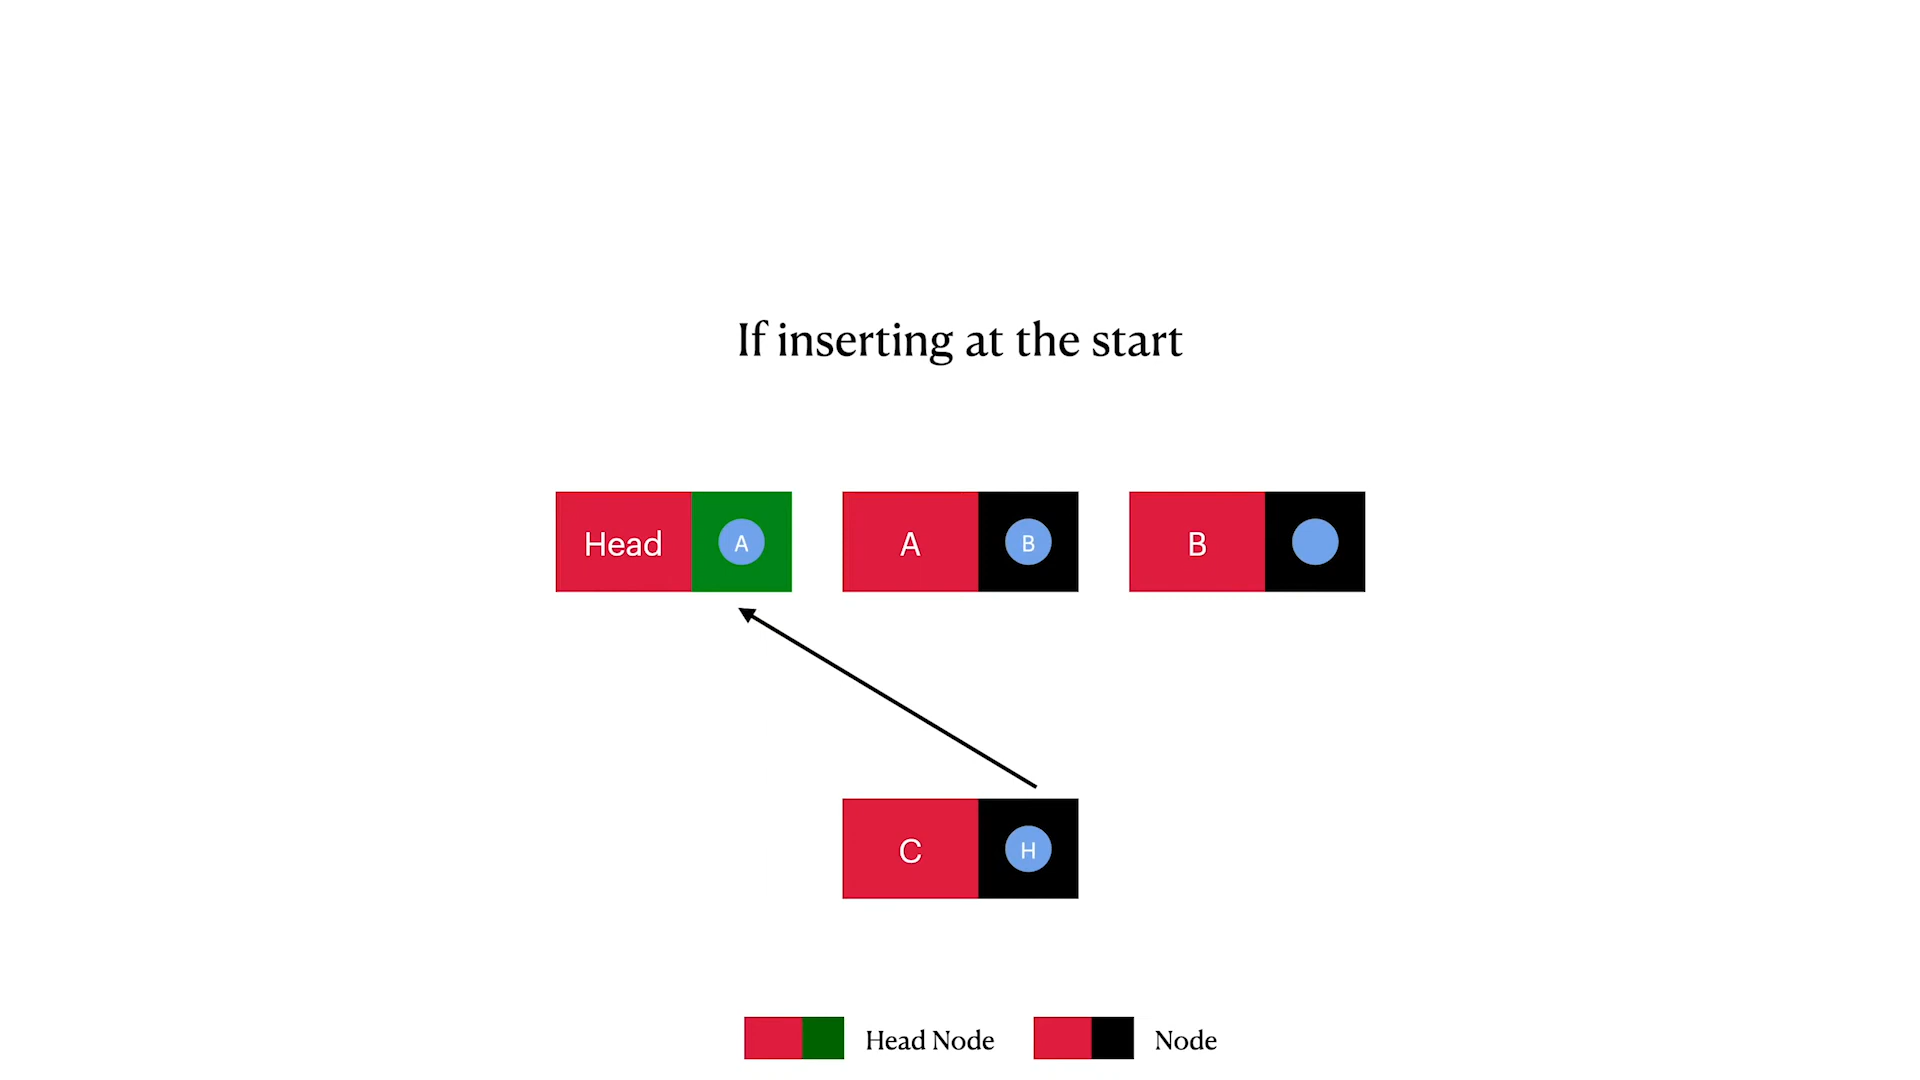 If inserting at the start
Head A A B B
C H
Head Node Node